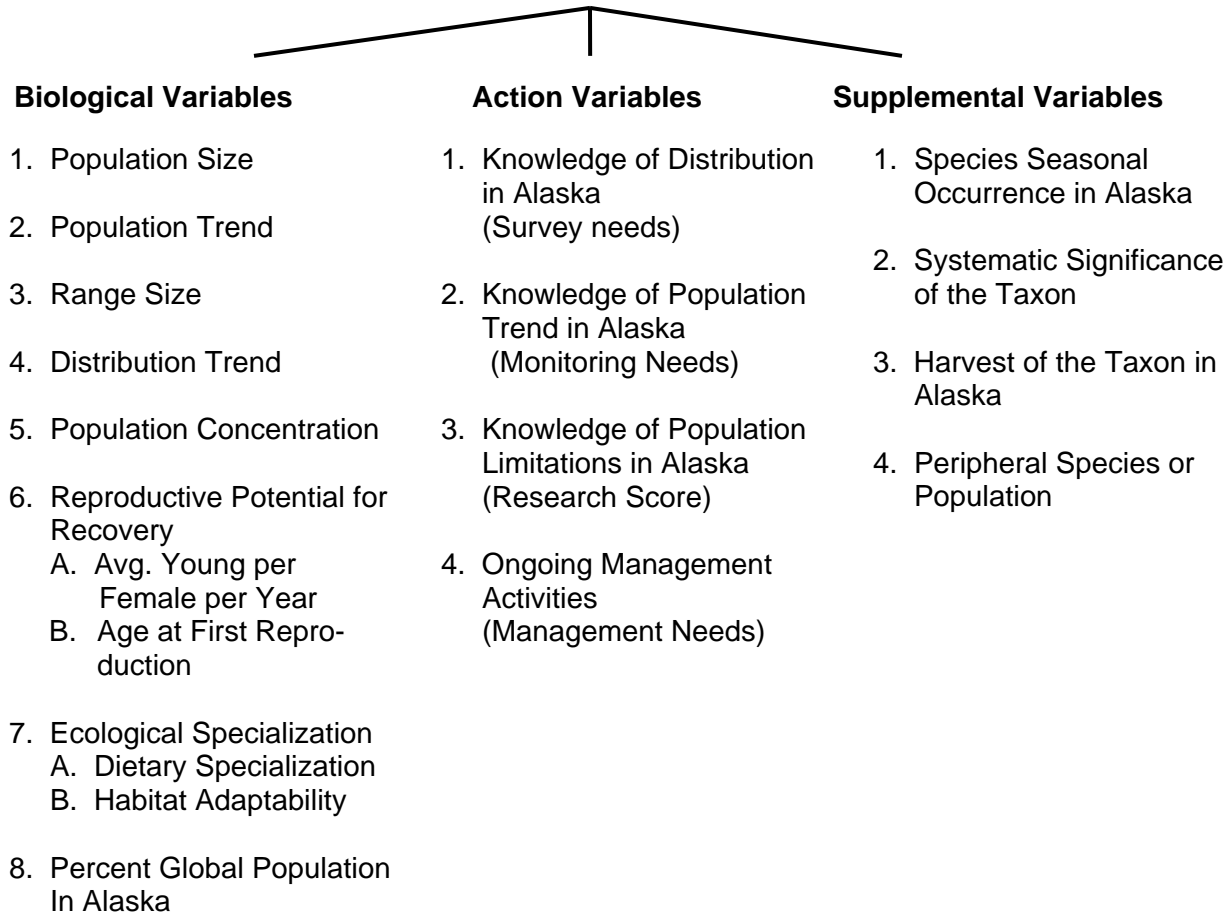 Biological Variables
1. Population Size
2. Population Trend
3. Range Size
4. Distribution Trend
5. Population Concentration
6. Reproductive Potential for
Recovery
A. Avg. Young per
Female per Year
B. Age at First Repro-
duction
7. Ecological Specialization
A. Dietary Specialization
B. Habitat Adaptability
8. Percent Global Population
In Alaska
Action Variables
1. Knowledge of Distribution
in Alaska
(Survey needs)
2. Knowledge of Population
Trend in Alaska
(Monitoring Needs)
3. Knowledge of Population
Limitations in Alaska
(Research Score)
4. Ongoing Management
Activities
(Management Needs)
Supplemental Variables
1. Species Seasonal
Occurrence in Alaska
2. Systematic Significance
of the Taxon
3. Harvest of the Taxon in
Alaska
4. Peripheral Species or
Population